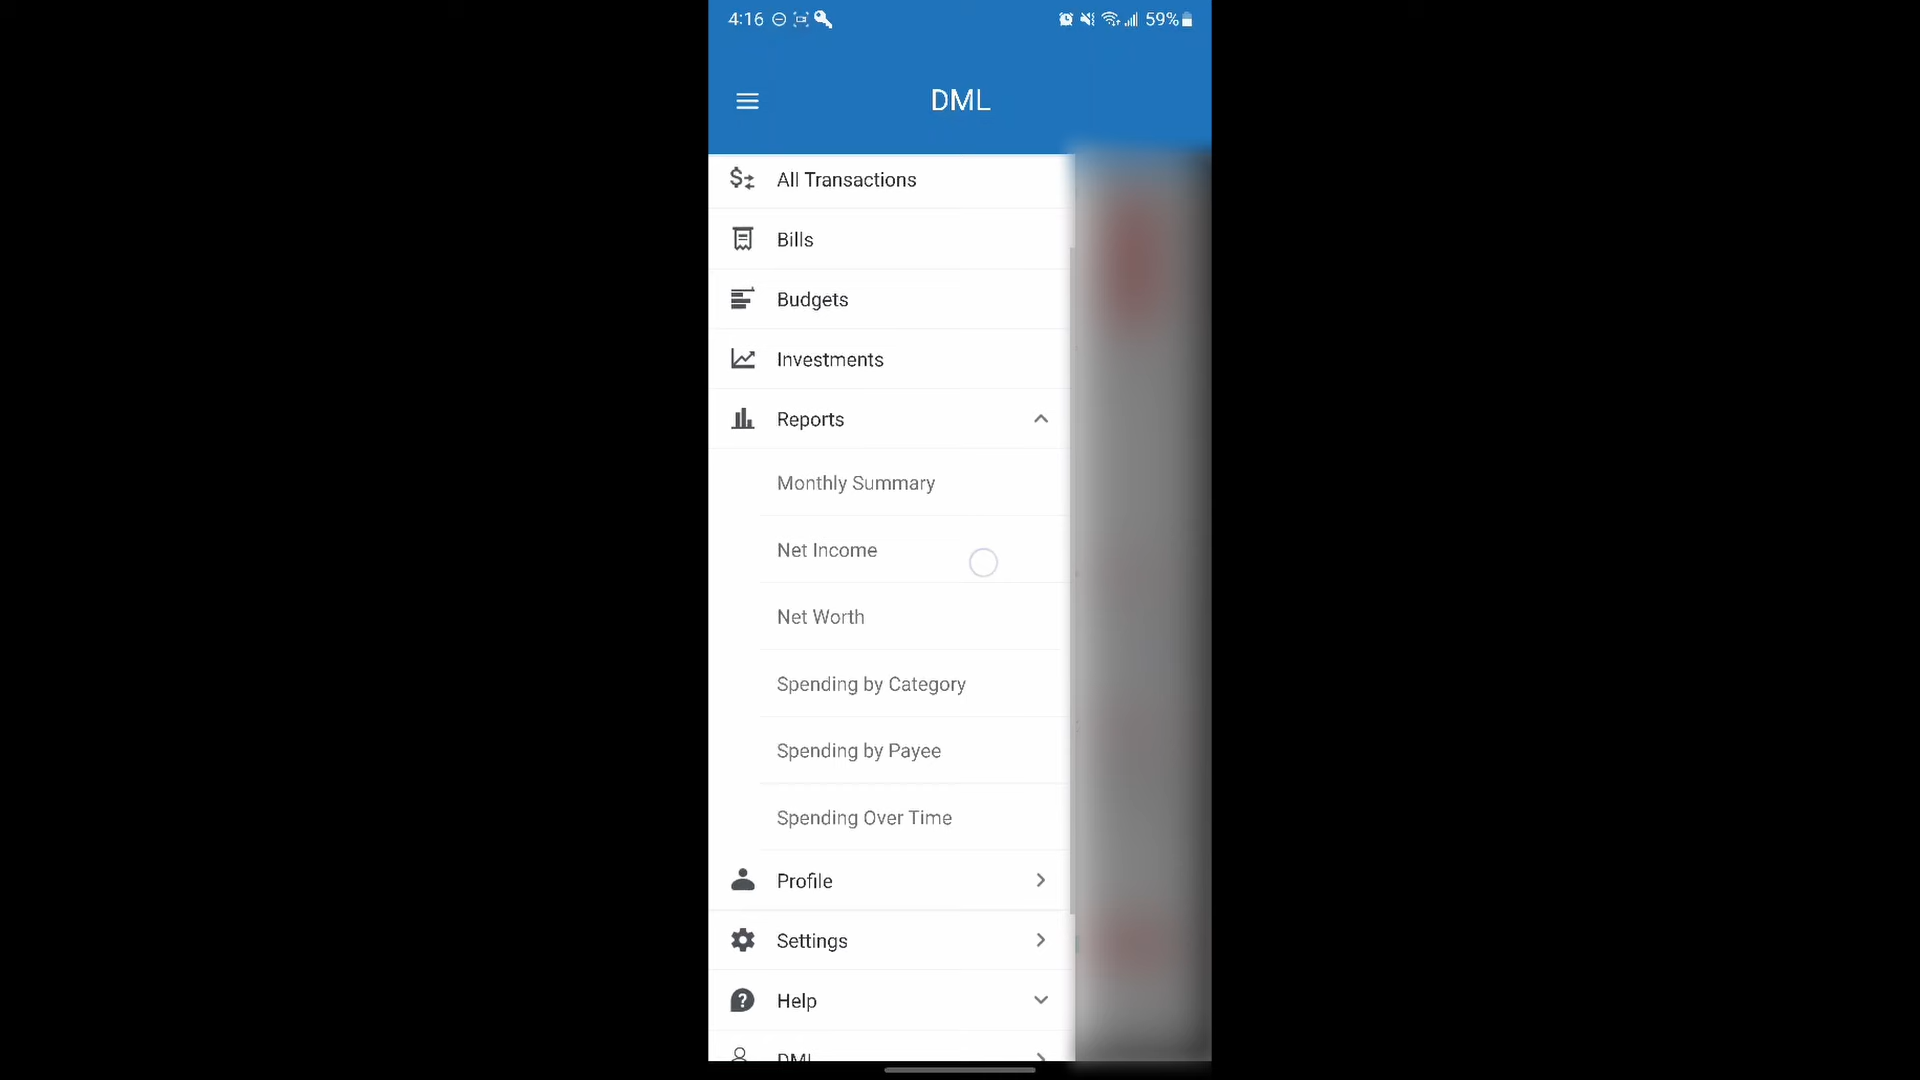 4:16
59%
DML
All Transactions
Bills
Budgets
Investments
Reports
Monthly Summary
Net Income
Net Worth
Spending by Category
Spending by Payee
Spending Over Time
Profile
Settings
Help
DML